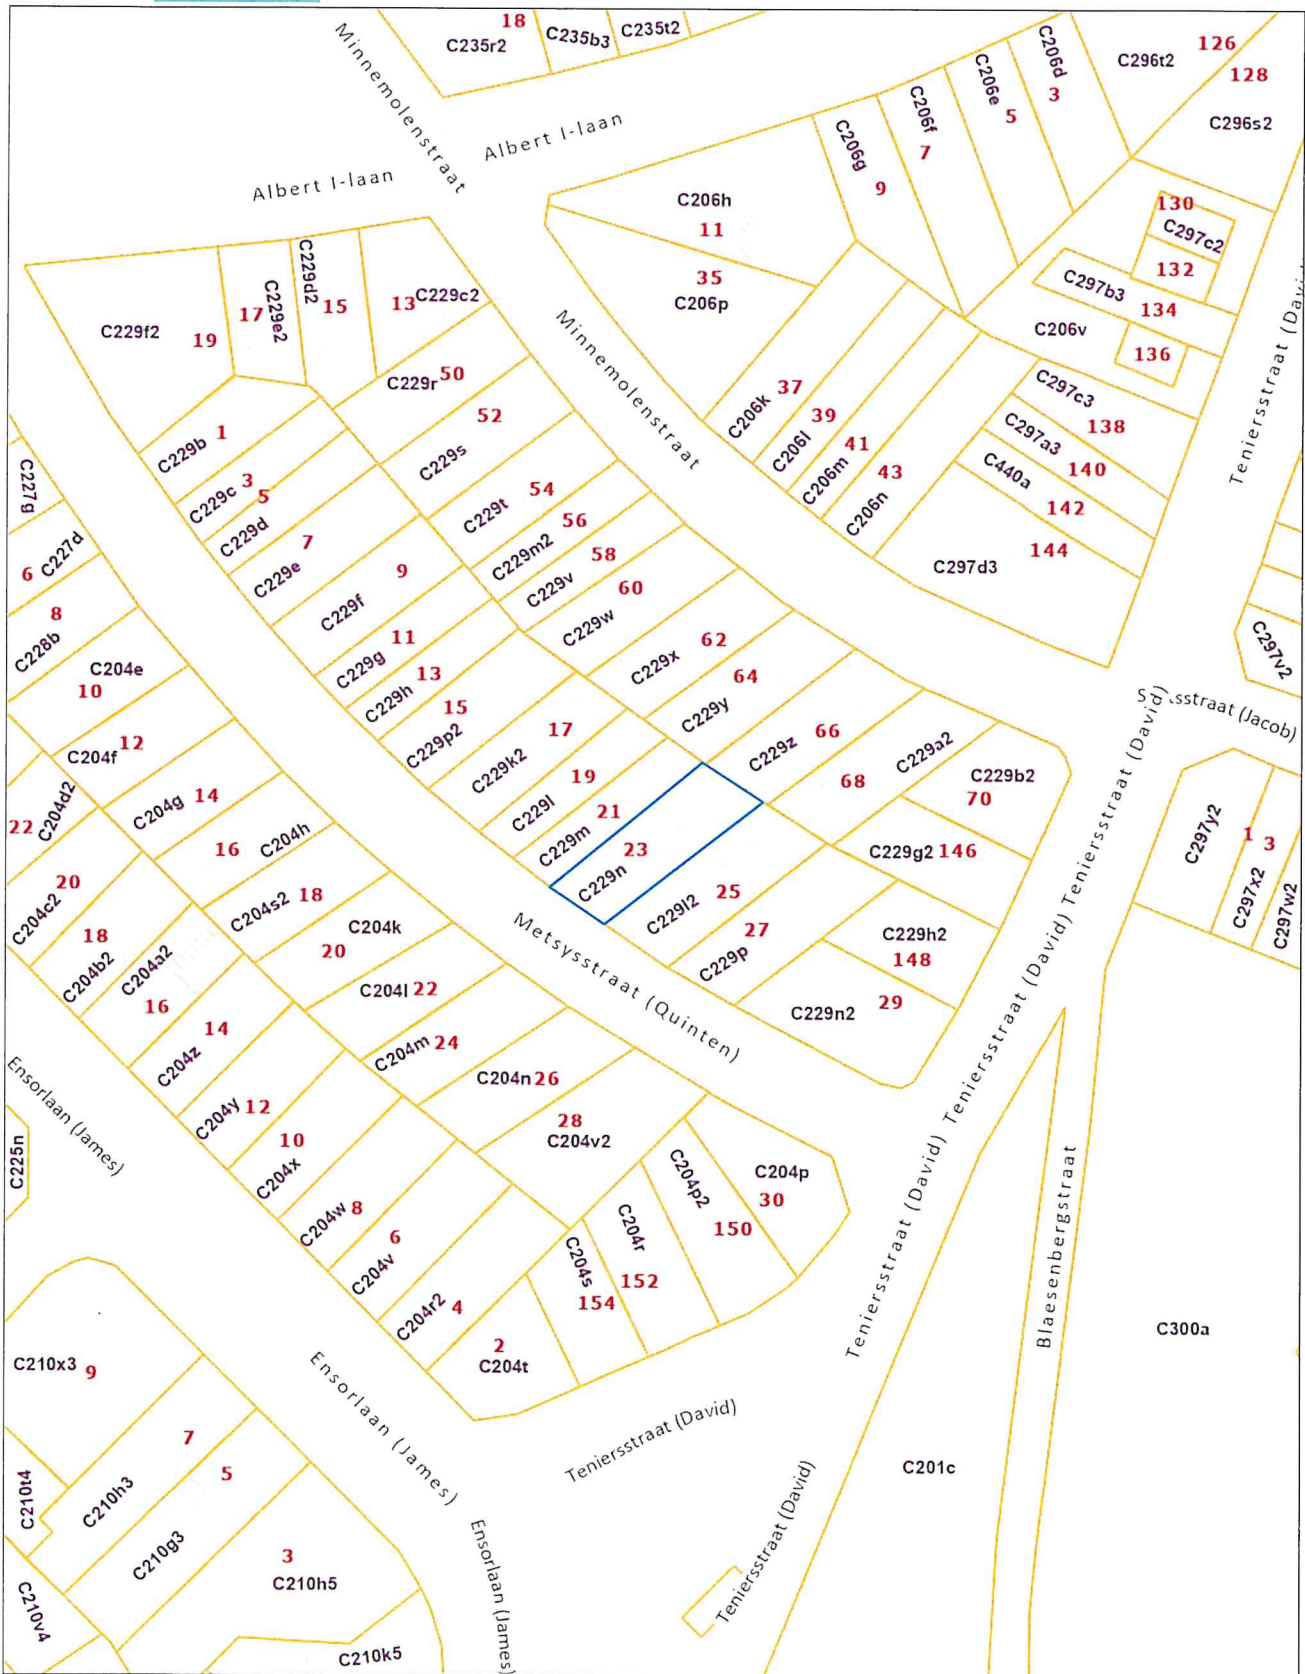 18
C235r2
C235b3
C235t2
Minnemolenstraat
Albert I-laan
Albert I-laan
C206d
3
C206e
5
C206f
7
C206g
9
C296t2
126
128
C296s2
C206h
11
35
C206p
130
C297c2
132
C297b3
134
C206v
136
C229f2
19
17
C229e2
C229d2
15
13
C229c2
Minnemolenstraat
Teniersstraat (David)
C229r
50
52
C229s
C206k
37
C206l
39
C206m
41
C206n
43
C297c3
138
C297a3
140
C440a
142
144
C297d3
C229b
1
C229c
3
5
C229d
C229e
7
C229f
9
C229t
54
C229m2
56
C229v
58
C229w
60
C227g
6
C227d
8
C228b
C204e
10
C229g
11
C229h
13
C229p2
15
C229x
62
C229y
64
C229z
66
C229a2
68
C229b2
70
C297v2
straat (Jacob)
12
C204f
C204g
14
C229k2
17
C229l
19
C229m
21
23
C229n
C229g2
146
C297y2
1
C297x2
3
C297w2
22
C204d2
16
C204h
C204s2
18
C204k
20
C229l2
25
27
C229p
C229h2
148
C229n2
29
20
C204c2
18
C204b2
C204a2
16
14
C204z
C204l
22
C204m
24
C204n
26
28
C204v2
Metsysstraat (Quinten)
Teniersstraat (David)
Teniersstraat (David)
Teniersstraat (David)
Teniersstraat (David)
Ensorlaan (James)
C225n
C204y
12
10
C204x
C204w
8
6
C204v
C204r2
4
2
C204t
C204s
154
C204r
152
C204p2
150
C204p
30
Blaesenbergstraat
C300a
C210x3
9
7
C210h3
5
C210g3
3
C210h5
C210t4
C210v4
C210k5
Ensorlaan (James)
Ensorlaan (James)
Teniersstraat (David)
Teniersstraat (David)
C201c